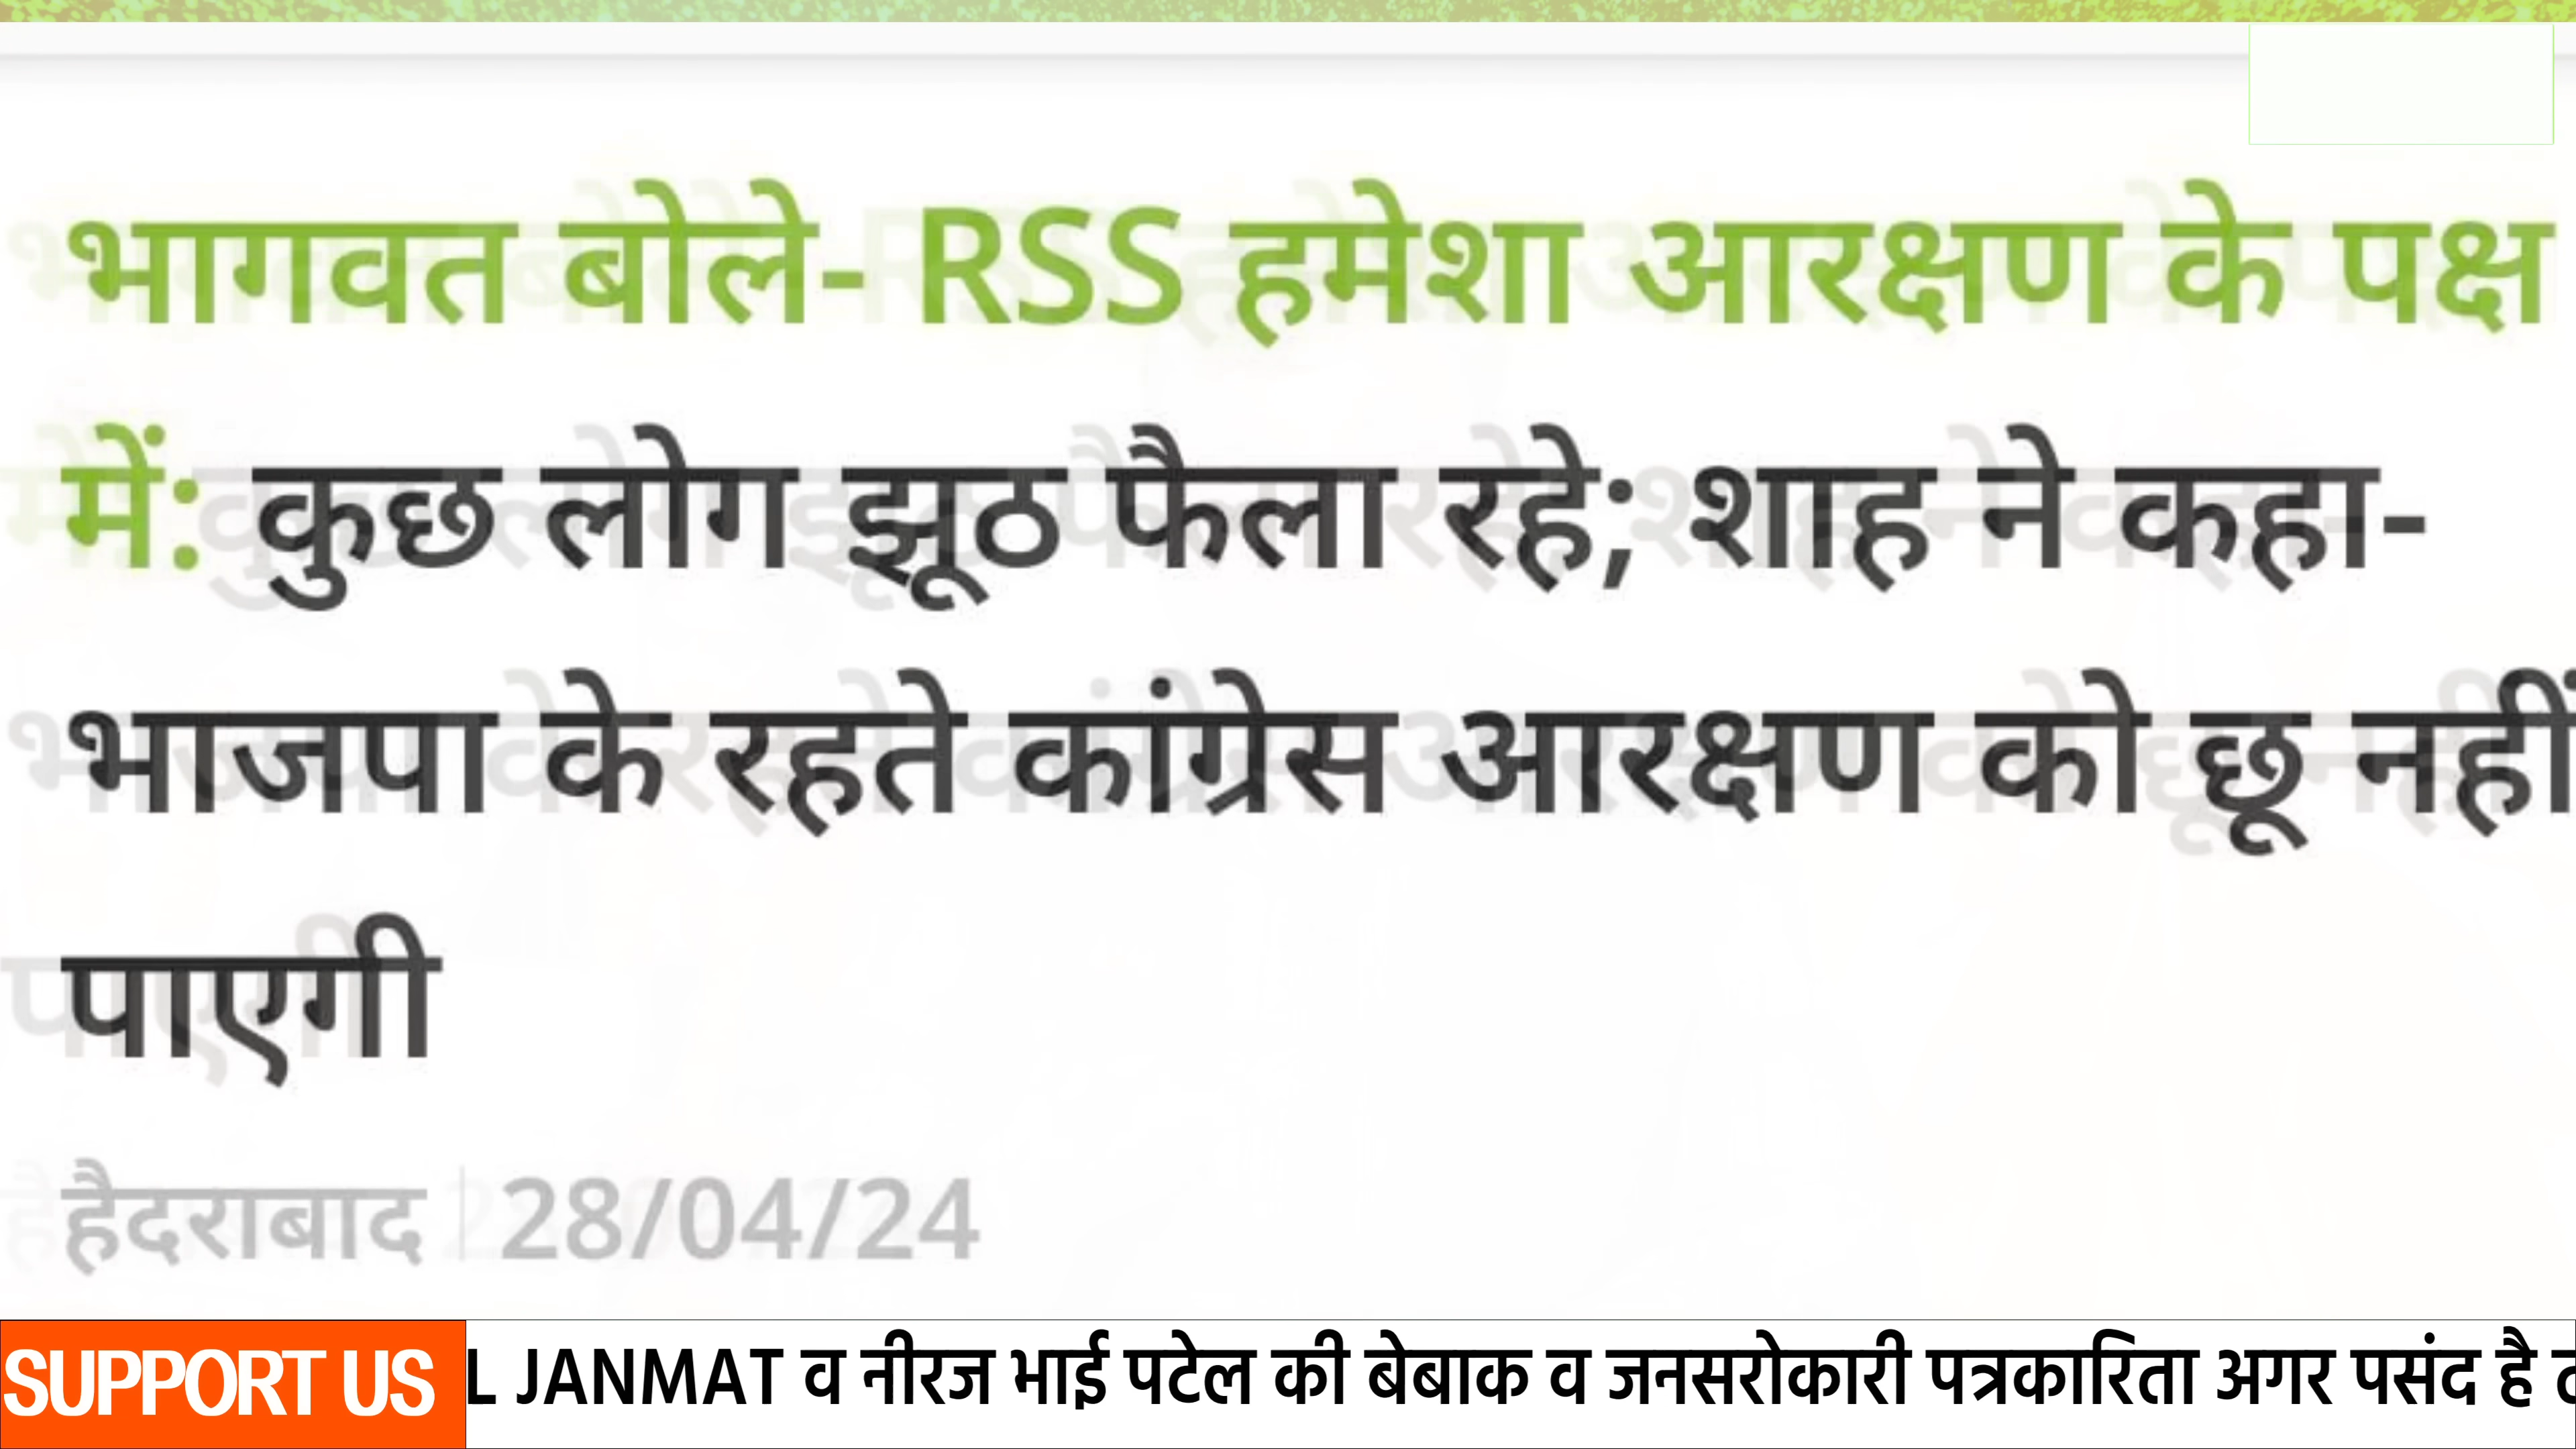 भागवत बोले- RSS हमेशा आरक्षण के पक्ष
में: कुछ लोग झूठ फैला रहे; शाह ने कहा-
भाजपा के रहते कांग्रेस आरक्षण को छू नहीं
पाएगी
हैदराबाद | 28/04/24
SUPPORT US L JANMAT व नीरज भाई पटेल की बेबाक व जनसरोकारी पत्रकारिता अगर पसंद है